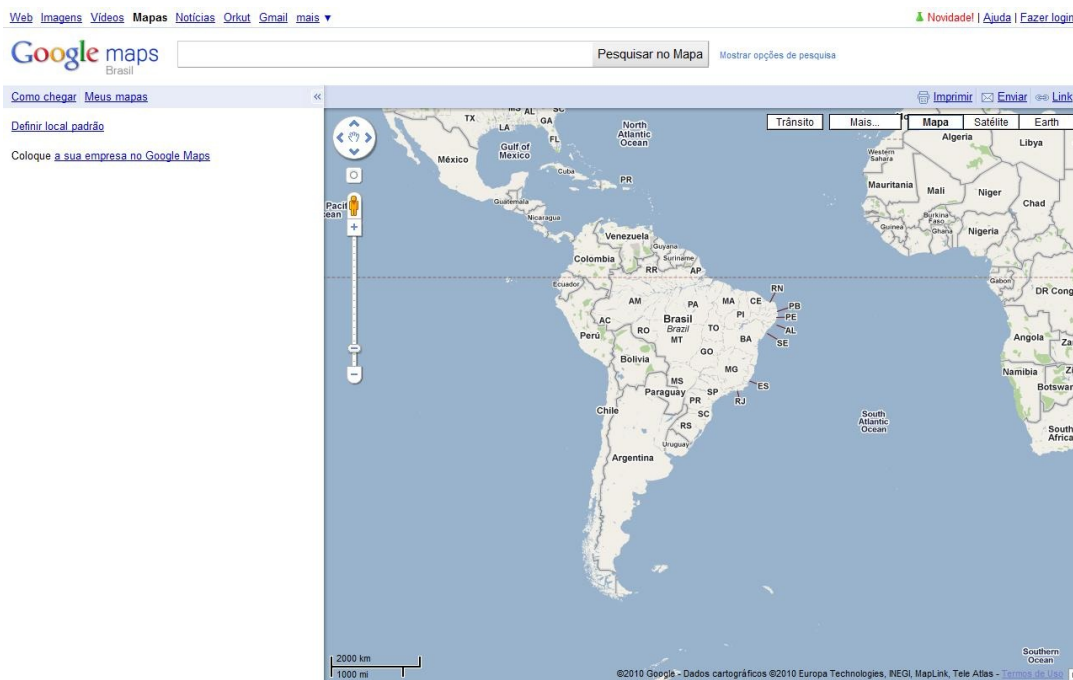 Web Imagens Vídeos Mapas Notícias Orkut Gmail mais ▼
Novidade! | Ajuda | Fazer login
Google maps
Brasil
Pesquisar no Mapa
Mostrar opções de pesquisa
Como chegar Meus mapas
«
Imprimir Enviar Link
Definir local padrão
Coloque a sua empresa no Google Maps
Trânsito
Mais...
Mapa
Satélite
Earth
MS AL SC
TX LA GA
FL
North
Atlantic
Ocean
Gulf of
Mexico
México
Cuba
PR
Guatemala
Nicaragua
Venezuela
Guyana
Suriname
Colombia
RR AP
Ecuador
AM PA MA CE RN
PB
PE
AL
SE
PI
AC
RO
Brasil
Brazil
TO
BA
Perú
MT
GO
Bolivia
MG
ES
MS
SP
RJ
Paraguay
PR
SC
Chile
RS
Uruguay
Argentina
South
Atlantic
Ocean
Algeria
Libya
Western
Sahara
Mauritania
Mali
Niger
Chad
Burkina
Faso
Guinea
Ghana
Nigeria
Gabon
DR Cong
Angola
Za
Namibia
Zi
Botswan
South
Africa
Southern
Ocean
2000 km
1000 mi
©2010 Google - Dados cartográficos ©2010 Europa Technologies, INEGI, MapLink, Tele Atlas - Termos de Uso